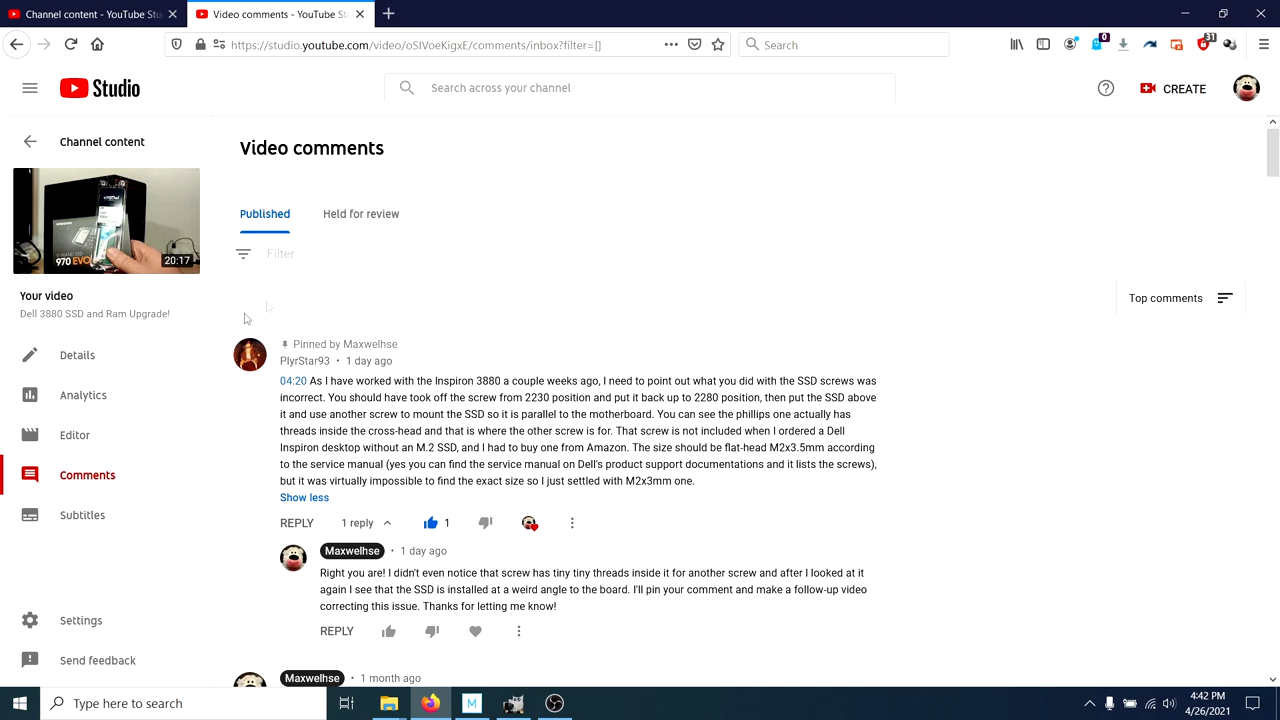 Channel content - YouTube Stu
Video comments - YouTube St
https://studio.youtube.com/video/oSIVoeKigxE/comments/inbox?filter=[]
Search
0
31
Studio
Search across your channel
CREATE
Channel content
Video comments
SAMSUNG
970 EVO
20:17
Published
Held for review
Filter
Your video
Dell 3880 SSD and Ram Upgrade!
Top comments
Details
Analytics
Editor
Comments
Subtitles
Settings
Send feedback
Pinned by Maxwelhse
PlyrStar93 • 1 day ago
04:20 As I have worked with the Inspiron 3880 a couple weeks ago, I need to point out what you did with the SSD screws was
incorrect. You should have took off the screw from 2230 position and put it back up to 2280 position, then put the SSD above
it and use another screw to mount the SSD so it is parallel to the motherboard. You can see the phillips one actually has
threads inside the cross-head and that is where the other screw is for. That screw is not included when I ordered a Dell
Inspiron desktop without an M.2 SSD, and I had to buy one from Amazon. The size should be flat-head M2x3.5mm according
to the service manual (yes you can find the service manual on Dell's product support documentations and it lists the screws),
but it was virtually impossible to find the exact size so I just settled with M2x3mm one.
Show less
REPLY 1 reply 1
Maxwelhse • 1 day ago
Right you are! I didn't even notice that screw has tiny tiny threads inside it for another screw and after I looked at it
again I see that the SSD is installed at a weird angle to the board. I'll pin your comment and make a follow-up video
correcting this issue. Thanks for letting me know!
REPLY
Maxwelhse • 1 month ago
Type here to search
M
4:42 PM
4/26/2021